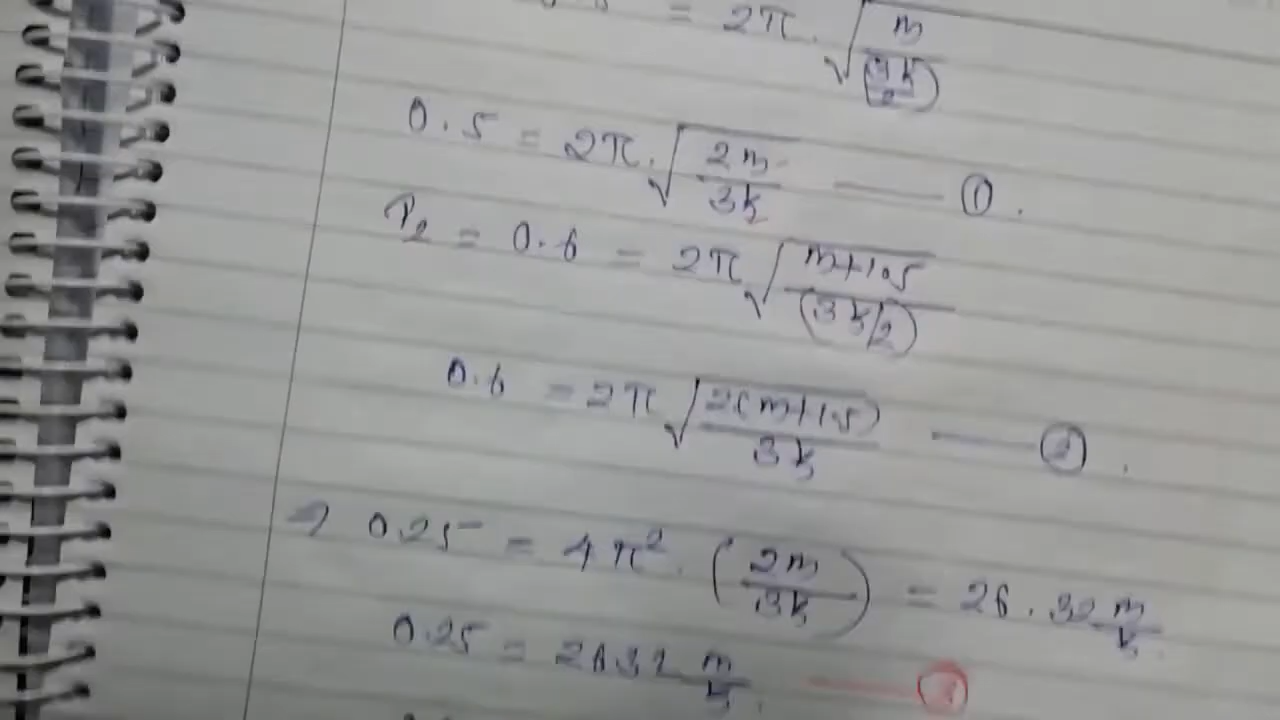 = 2π. √(m/(3k/2))
0.5 = 2π. √(2m/3k) —— ①.
T2 = 0.6 = 2π √(m+1.5/(3k/2))
0.6 = 2π √(2(m+1.5)/3k) —— ②.
⇒ 0.25 = 4π². (2m/3k) = 26.32 m/k.
0.25 = 26.32 m/k. ——